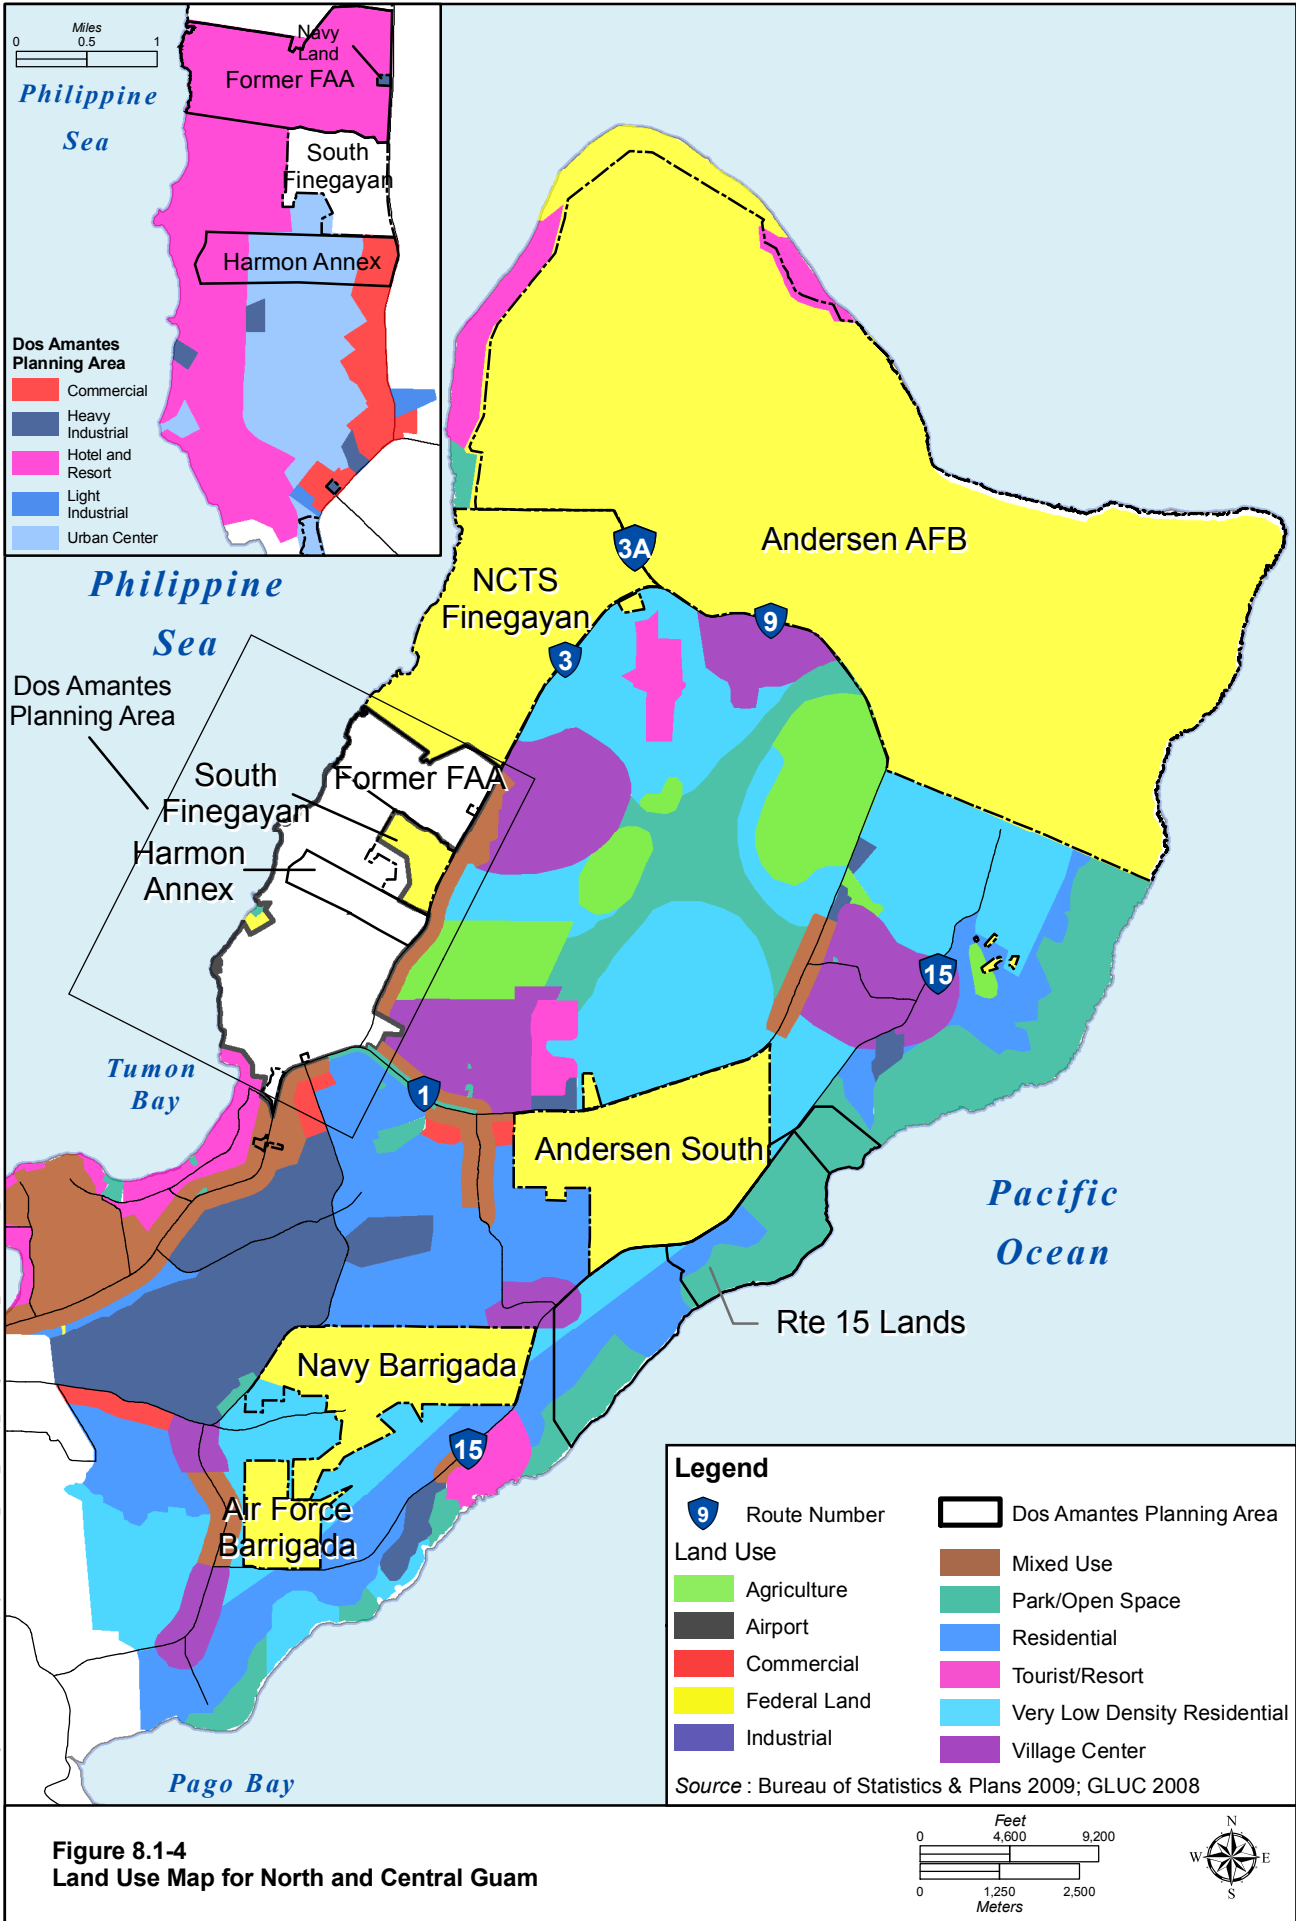 Miles
0 0.5 1
Philippine
Sea
Navy
Land
Former FAA
South
Finegayan
Harmon Annex
Dos Amantes
Planning Area
Commercial
Heavy
Industrial
Hotel and
Resort
Light
Industrial
Urban Center
Philippine
Sea
Dos Amantes
Planning Area
South
Finegayan
Former FAA
Harmon
Annex
NCTS
Finegayan
Andersen AFB
3A
9
3
15
1
Tumon
Bay
Andersen South
Pacific
Ocean
Rte 15 Lands
Navy Barrigada
15
Air Force
Barrigada
Pago Bay
Legend
9 Route Number
Land Use
Agriculture
Airport
Commercial
Federal Land
Industrial
Dos Amantes Planning Area
Mixed Use
Park/Open Space
Residential
Tourist/Resort
Very Low Density Residential
Village Center
Source : Bureau of Statistics & Plans 2009; GLUC 2008
Figure 8.1-4
Land Use Map for North and Central Guam
Feet
0 4,600 9,200
0 1,250 2,500
Meters
N
W E
S